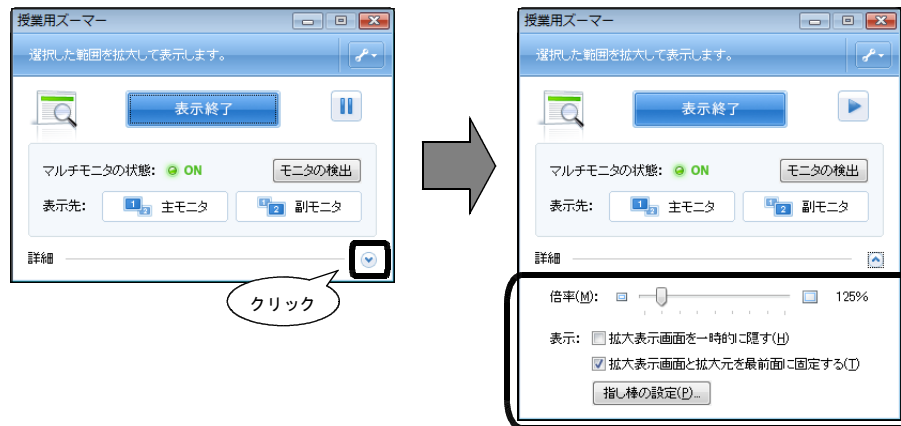 授業用ズーマー
選択した範囲を拡大して表示します。
表示終了
マルチモニタの状態: ON モニタの検出
表示先: 1 2 主モニタ 1 2 副モニタ
詳細
クリック
授業用ズーマー
選択した範囲を拡大して表示します。
表示終了
マルチモニタの状態: ON モニタの検出
表示先: 1 2 主モニタ 1 2 副モニタ
詳細
倍率(M): 125%
表示: 拡大表示画面を一時的に隠す(H)
拡大表示画面と拡大元を最前面に固定する(T)
指し棒の設定(P)...